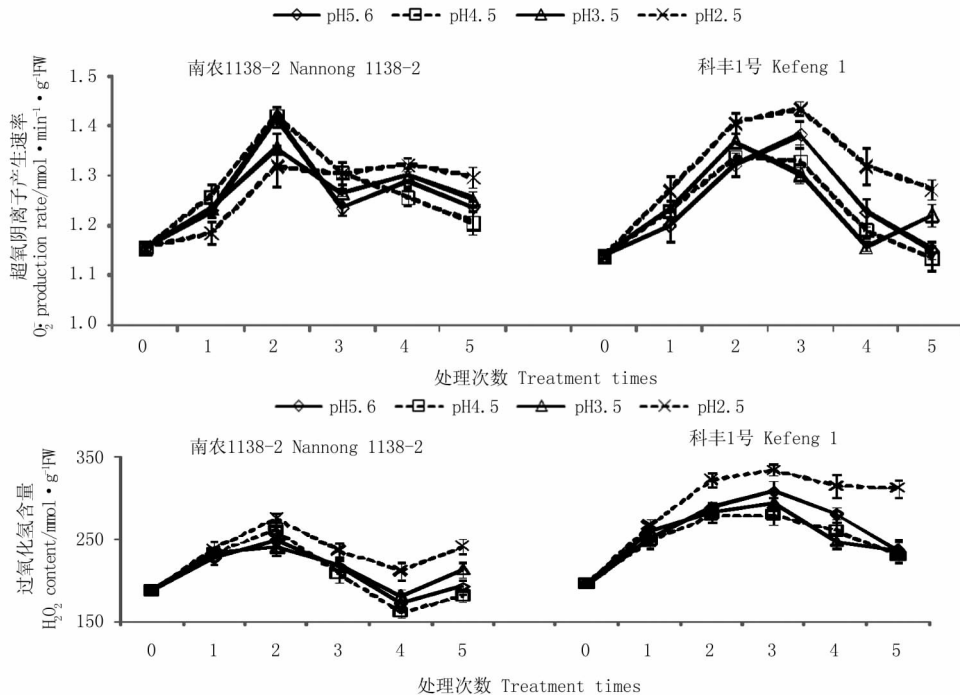 pH5.6 pH4.5 pH3.5 pH2.5
南农1138-2 Nannong 1138-2
科丰1号 Kefeng 1
超氧阴离子产生速率
O₂⁻ production rate/nmol·min⁻¹·g⁻¹FW
1.5
1.4
1.3
1.2
1.1
1.0
0 1 2 3 4 5 0 1 2 3 4 5
处理次数 Treatment times
pH5.6 pH4.5 pH3.5 pH2.5
南农1138-2 Nannong 1138-2
科丰1号 Kefeng 1
过氧化氢含量
H₂O₂ content/mmol·g⁻¹FW
350
250
150
0 1 2 3 4 5 0 1 2 3 4 5
处理次数 Treatment times